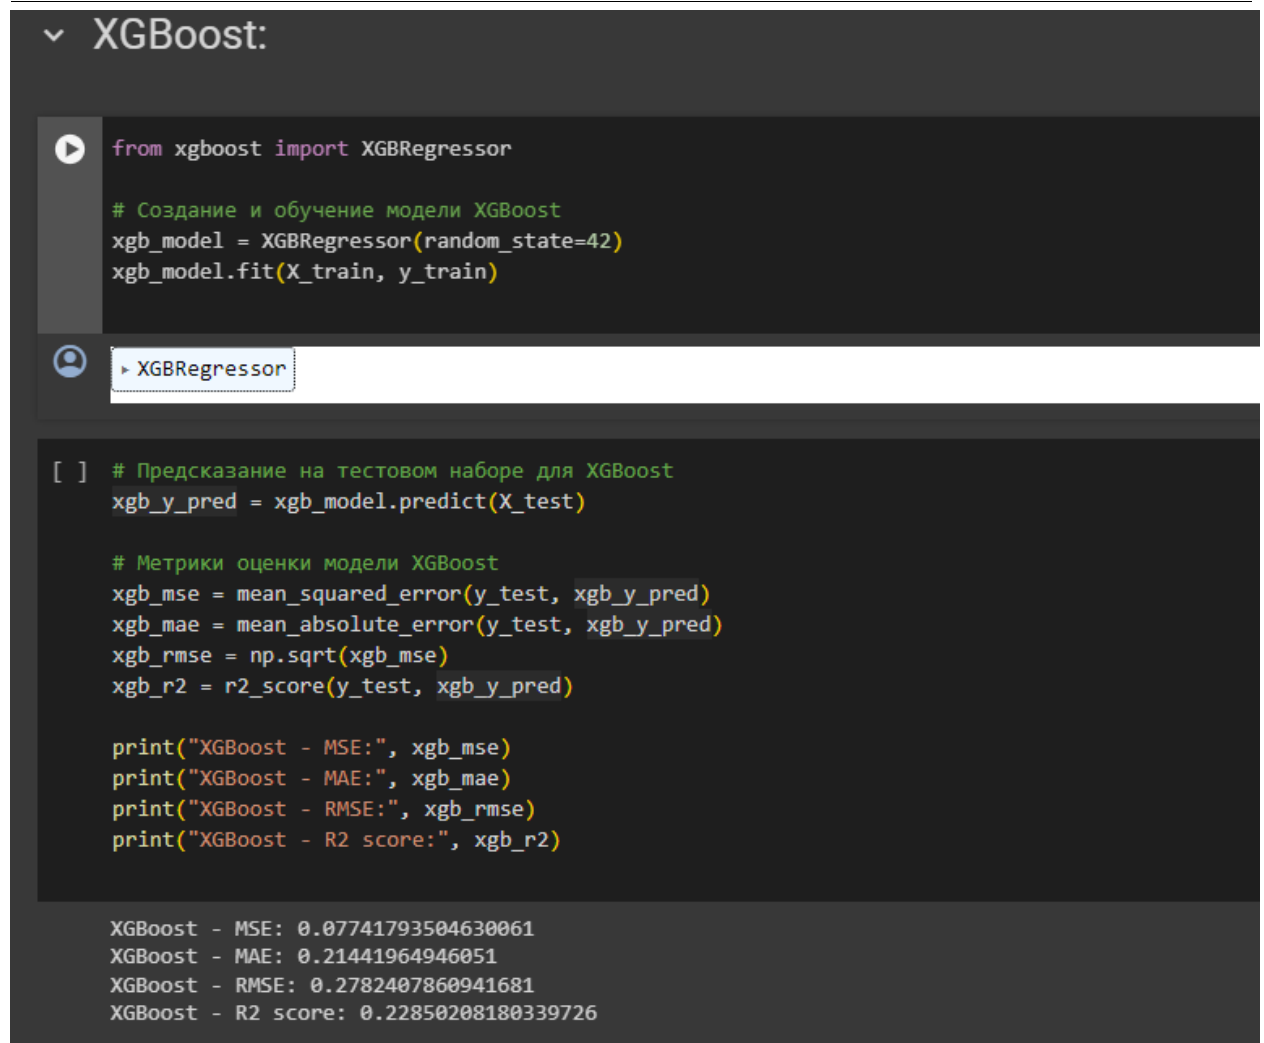 XGBoost:
from xgboost import XGBRegressor
# Создание и обучение модели XGBoost
xgb_model = XGBRegressor(random_state=42)
xgb_model.fit(X_train, y_train)
XGBRegressor
[ ] # Предсказание на тестовом наборе для XGBoost
xgb_y_pred = xgb_model.predict(X_test)
# Метрики оценки модели XGBoost
xgb_mse = mean_squared_error(y_test, xgb_y_pred)
xgb_mae = mean_absolute_error(y_test, xgb_y_pred)
xgb_rmse = np.sqrt(xgb_mse)
xgb_r2 = r2_score(y_test, xgb_y_pred)
print("XGBoost - MSE:", xgb_mse)
print("XGBoost - MAE:", xgb_mae)
print("XGBoost - RMSE:", xgb_rmse)
print("XGBoost - R2 score:", xgb_r2)
XGBoost - MSE: 0.07741793504630061
XGBoost - MAE: 0.21441964946051
XGBoost - RMSE: 0.2782407860941681
XGBoost - R2 score: 0.22850208180339726